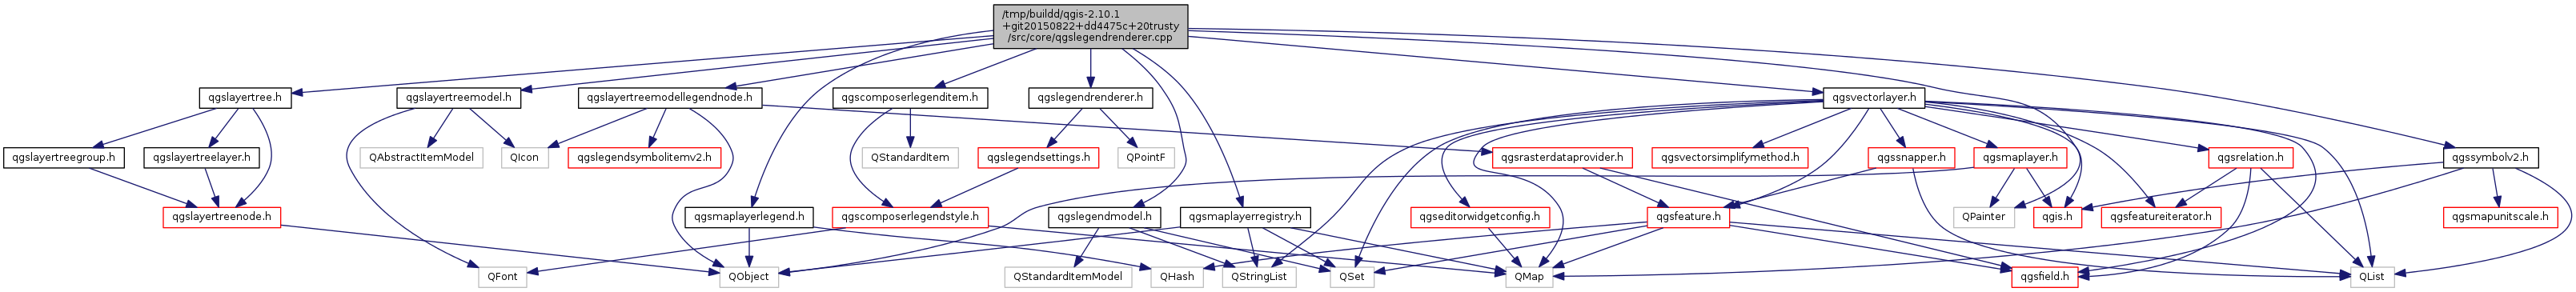 /tmp/buildd/qgis-2.10.1
+git20150822+dd4475c+20trusty
/src/core/qgslegendrenderer.cpp
qgslayertree.h
qgslayertreemodel.h
qgslayertreemodellegendnode.h
qgscomposerlegenditem.h
qgslegendrenderer.h
qgsvectorlayer.h
qgslayertreegroup.h
qgslayertreelayer.h
QAbstractItemModel
QIcon
qgslegendsymbolitemv2.h
qgsrasterdataprovider.h
QStandardItem
qgslegendsettings.h
QPointF
qgsvectorsimplifymethod.h
qgssnapper.h
qgsmaplayer.h
qgsrelation.h
qgssymbolv2.h
qgslayertreenode.h
qgsmaplayerlegend.h
qgscomposerlegendstyle.h
qgslegendmodel.h
qgsmaplayerregistry.h
qgseditorwidgetconfig.h
qgsfeature.h
QPainter
qgis.h
qgsfeatureiterator.h
qgsmapunitscale.h
QFont
QObject
QStandardItemModel
QHash
QStringList
QSet
QMap
qgsfield.h
QList